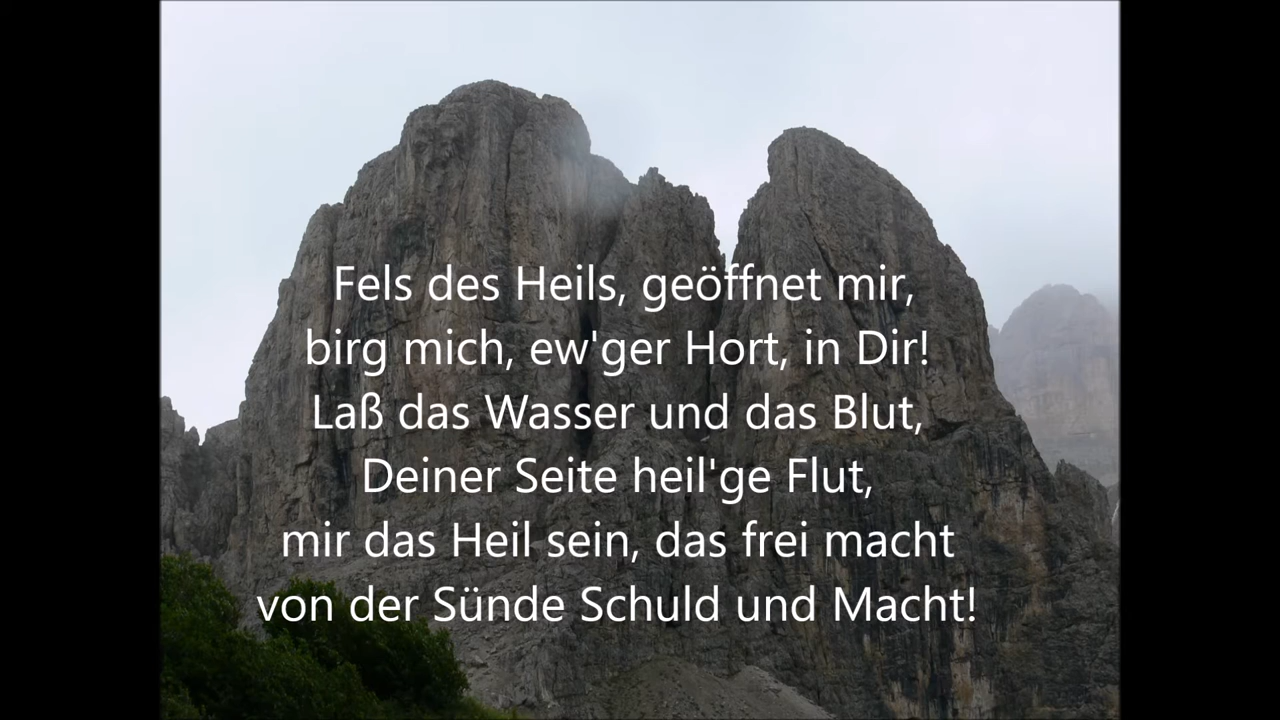 Fels des Heils, geöffnet mir,
birg mich, ew'ger Hort, in Dir!
Laß das Wasser und das Blut,
Deiner Seite heil'ge Flut,
mir das Heil sein, das frei macht
von der Sünde Schuld und Macht!